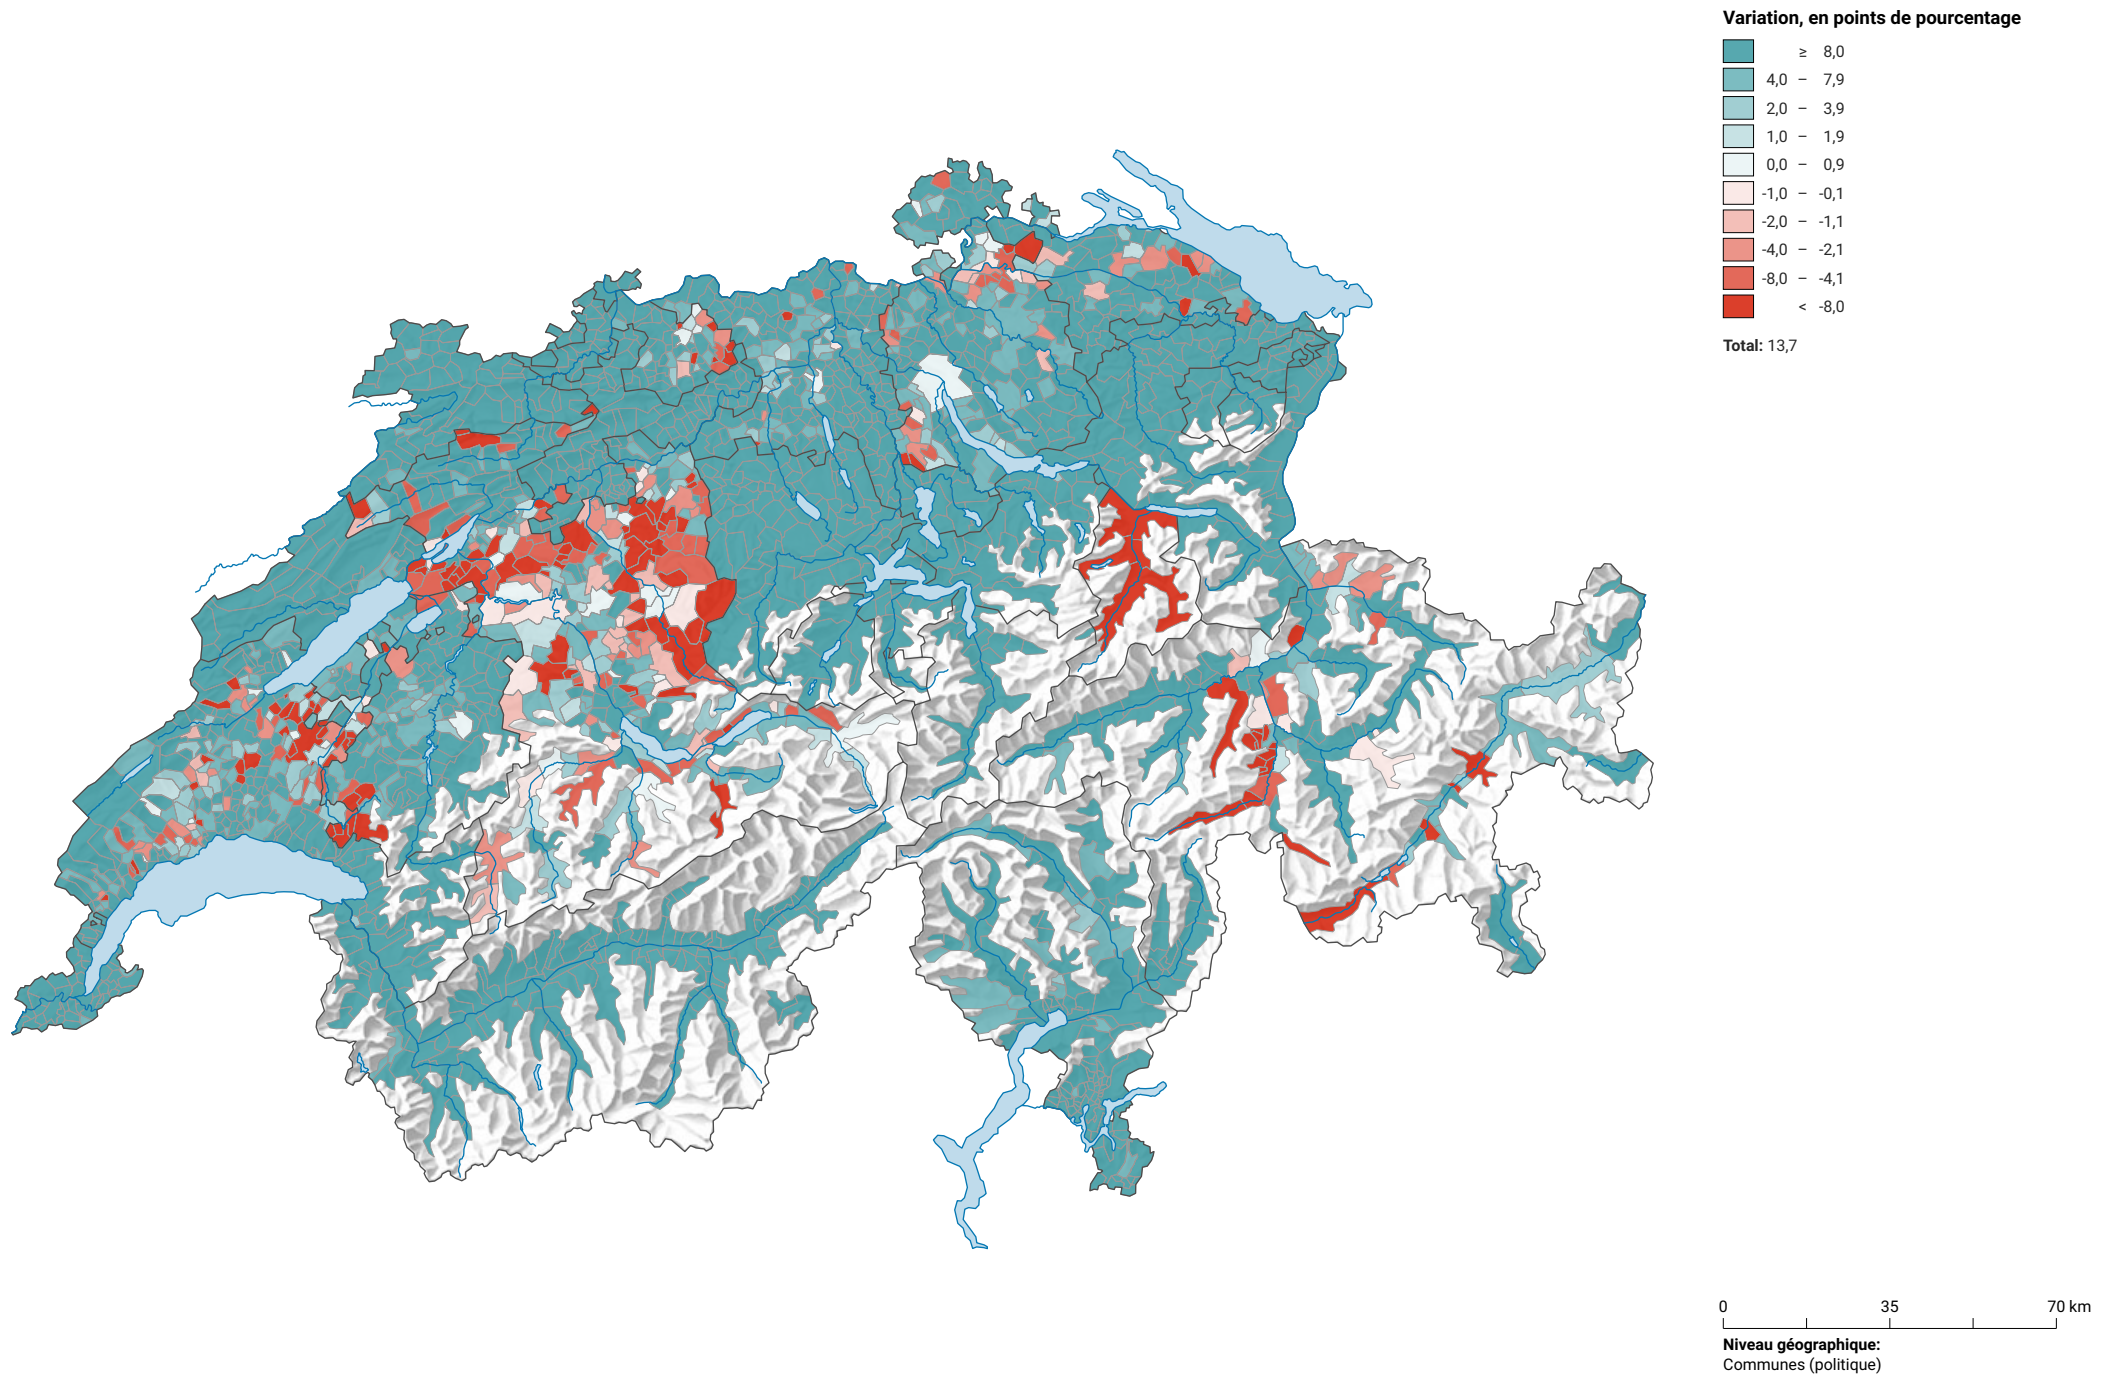 Variation, en points de pourcentage
≥ 8,0
4,0 – 7,9
2,0 – 3,9
1,0 – 1,9
0,0 – 0,9
-1,0 – -0,1
-2,0 – -1,1
-4,0 – -2,1
-8,0 – -4,1
< -8,0
Total: 13,7
0 35 70 km
Niveau géographique:
Communes (politique)